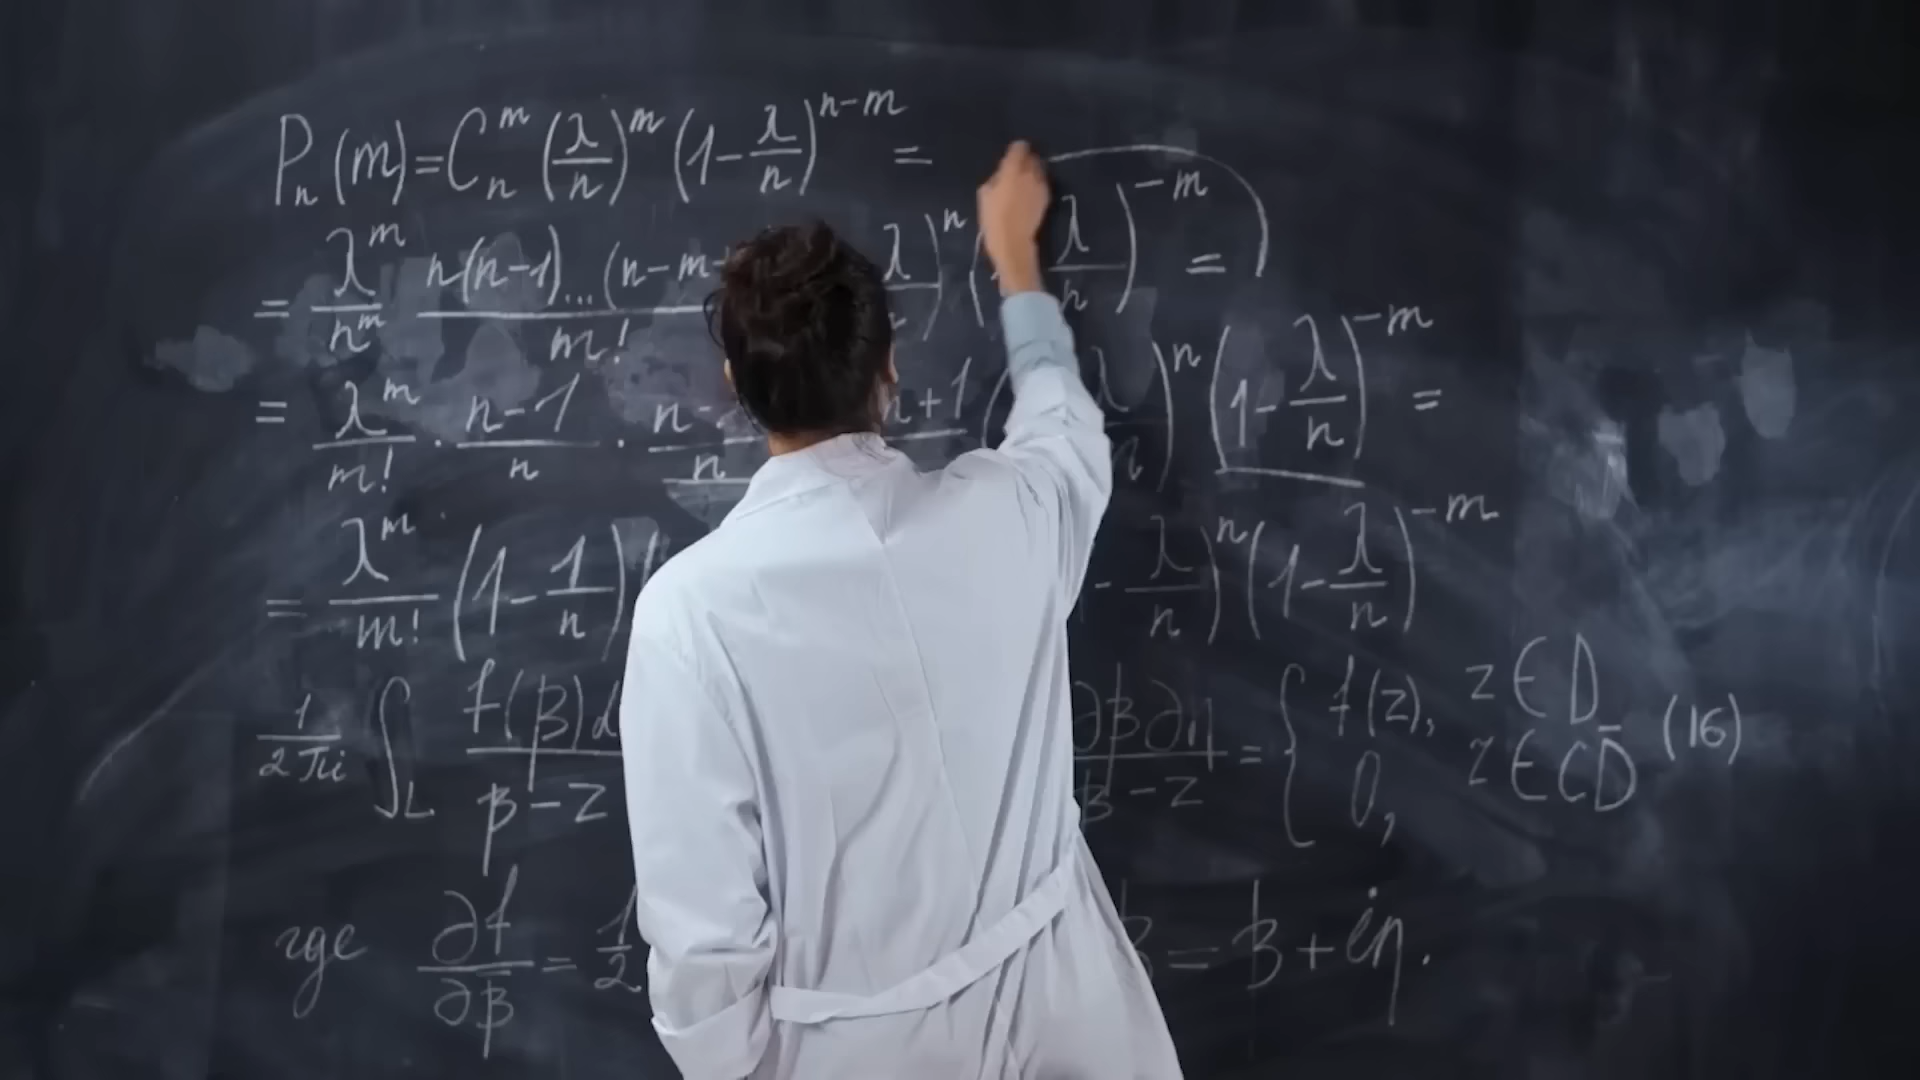 Pₙ(m)=Cₙᵐ (λ/n)ᵐ (1-λ/n)ⁿ⁻ᵐ =
= λᵐ/nᵐ n(n-1)...(n-m- /m! λ/ )ⁿ ( λ/n)⁻ᵐ =
= λᵐ/m! · n-1/n · n- /n n+1 ( λ/n)ⁿ (1-λ/n)⁻ᵐ =
= λᵐ/m! (1-1/n)( - λ/n)ⁿ (1-λ/n)⁻ᵐ
1/2πi ∫L f(β)d /β-z ∂β∂η/β-z = { f(z), z∈D
0, z∈CD̅ (16)
где ∂f/∂β̅ = 1/2 β = β + iη.